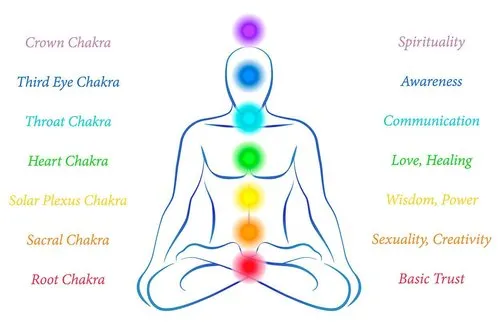 Crown Chakra Spirituality
Third Eye Chakra Awareness
Throat Chakra Communication
Heart Chakra Love, Healing
Solar Plexus Chakra Wisdom, Power
Sacral Chakra Sexuality, Creativity
Root Chakra Basic Trust